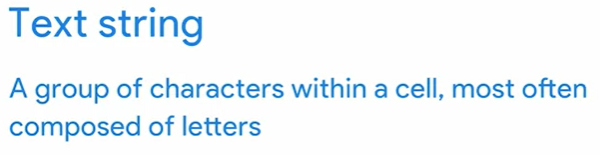 Text string
A group of characters within a cell, most often
composed of letters